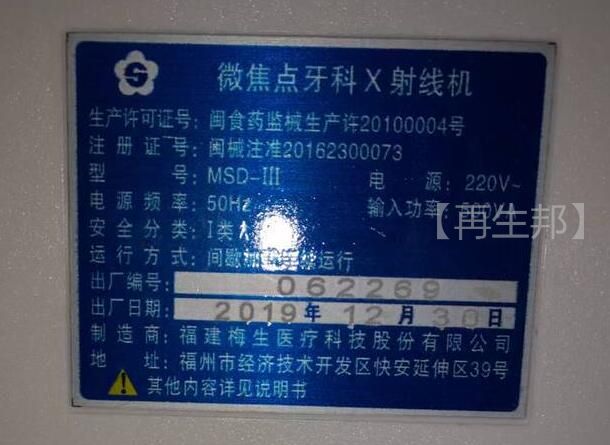 微焦点牙科X射线机
生产许可证号: 闽食药监械生产许20100004号
注册证号: 闽械注准20162300073
型号: MSD-III 电源: 220V~
电源频率: 50Hz 输入功率:
安全分类: I类
运行方式: 间歇 运行
出厂编号: 062269
出厂日期: 2019年12月30日
制造商: 福建梅生医疗科技股份有限公司
地址: 福州市经济技术开发区快安延伸区39号
其他内容详见说明书
【再生邦】